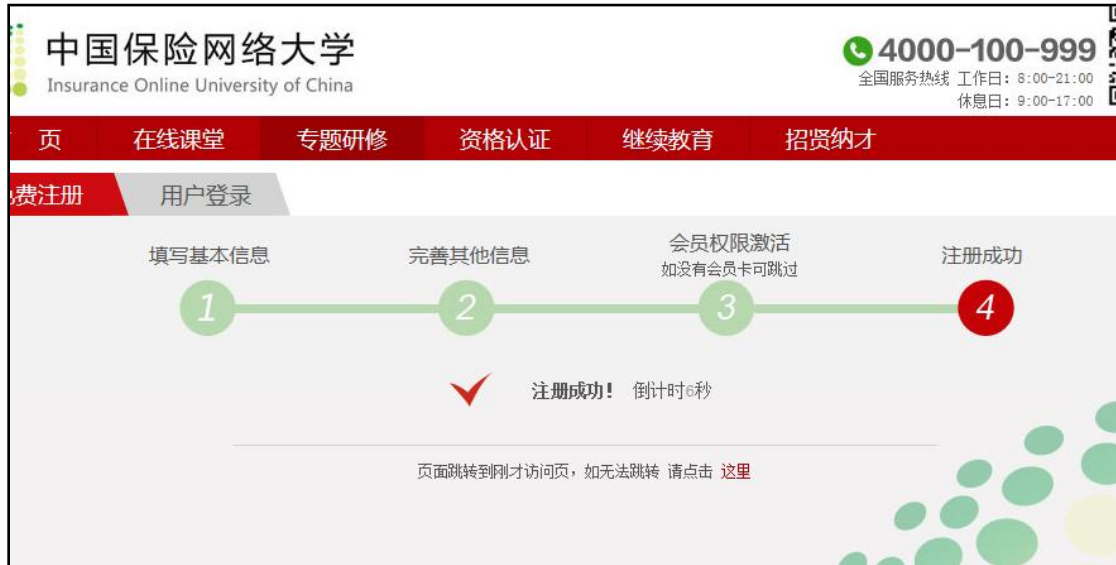 中国保险网络大学
Insurance Online University of China
4000-100-999
全国服务热线 工作日: 8:00-21:00
休息日: 9:00-17:00
页 在线课堂 专题研修 资格认证 继续教育 招贤纳才
费注册 用户登录
填写基本信息 完善其他信息 会员权限激活 注册成功
如没有会员卡可跳过
1 2 3 4
注册成功! 倒计时6秒
页面跳转到刚才访问页，如无法跳转 请点击 这里